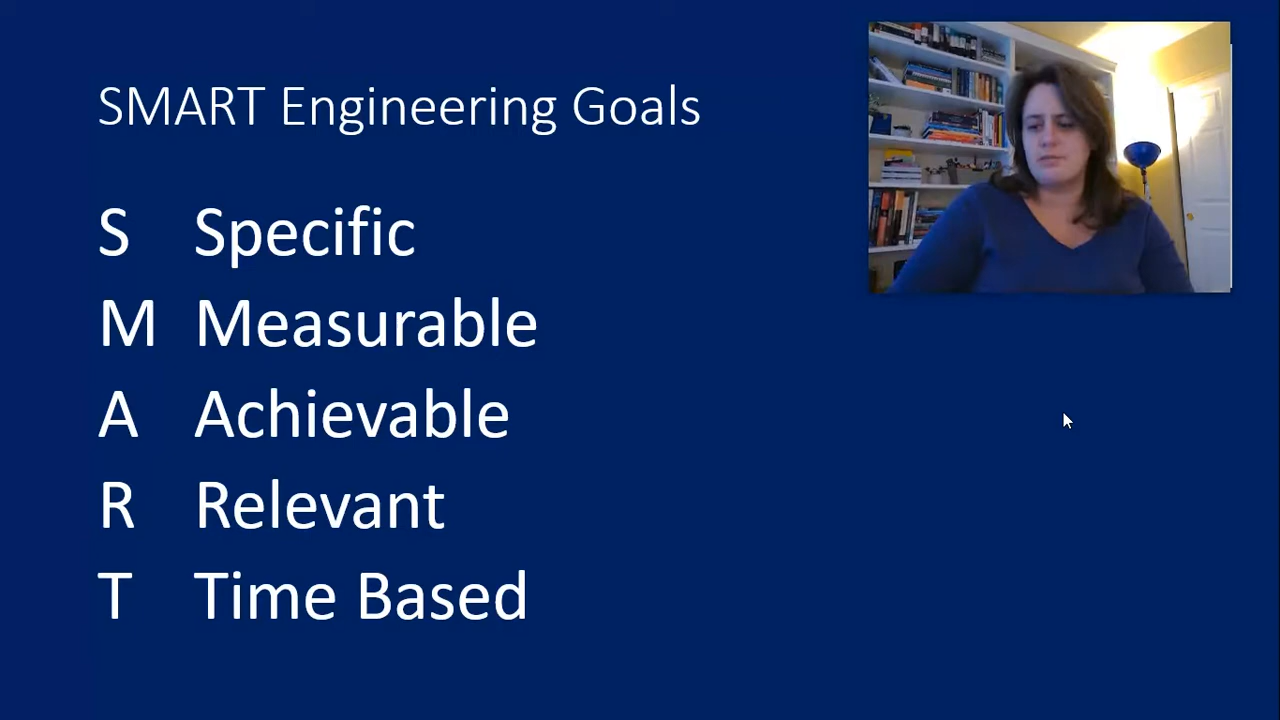 SMART Engineering Goals
S Specific
M Measurable
A Achievable
R Relevant
T Time Based